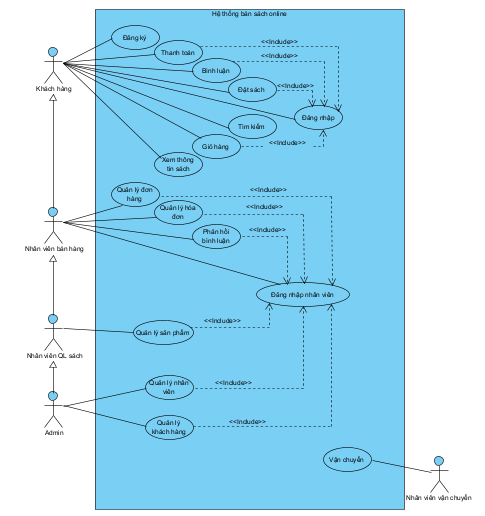 Hệ thống bán sách online
Đăng ký
Thanh toán
<<Include>>
Bình luận
<<Include>>
Đặt sách
<<Include>>
Khách hàng
Đăng nhập
Tìm kiếm
Giỏ hàng
<<Include>>
Xem thông
tin sách
Quản lý đơn
hàng
<<Include>>
Quản lý hóa
đơn
<<Include>>
Phản hồi
bình luận
<<Include>>
Nhân viên bán hàng
Đăng nhập nhân viên
Quản lý sản phẩm
<<Include>>
Nhân viên QL sách
Quản lý nhân
viên
<<Include>>
Quản lý
khách hàng
<<Include>>
Admin
Vận chuyển
Nhân viên vận chuyển